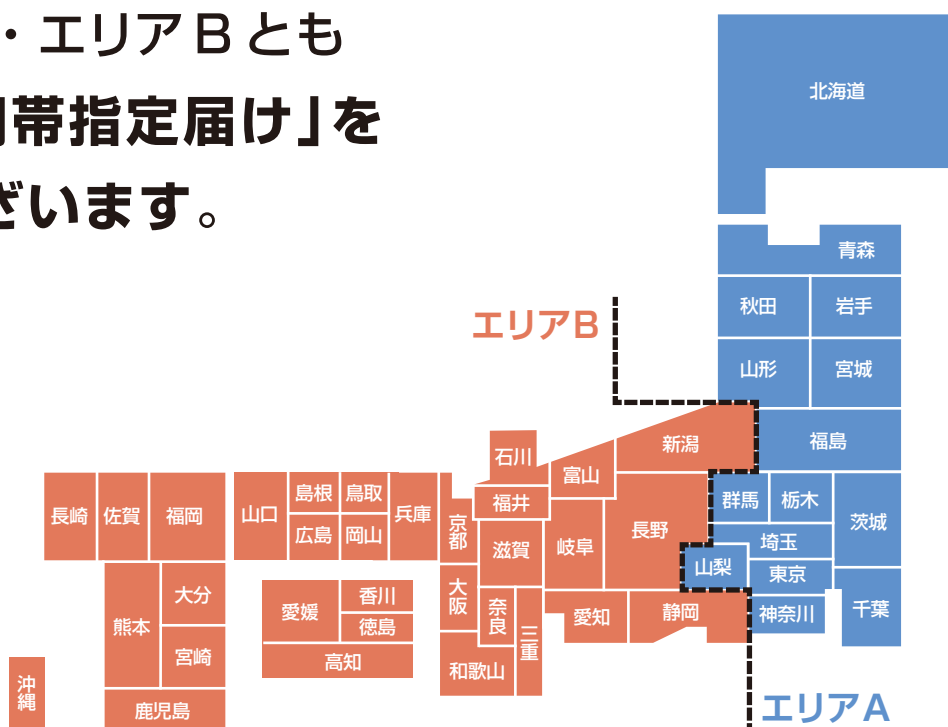 ・エリアBとも
帯指定届け」を
ざいます。
北海道
青森
秋田
岩手
エリアB
山形
宮城
新潟
福島
石川
富山
長崎
佐賀
福岡
山口
島根
鳥取
兵庫
京都
福井
群馬
栃木
茨城
広島
岡山
滋賀
岐阜
長野
埼玉
山梨
東京
大分
愛媛
香川
大阪
奈良
三重
愛知
静岡
神奈川
千葉
熊本
徳島
宮崎
高知
和歌山
沖縄
鹿児島
エリアA